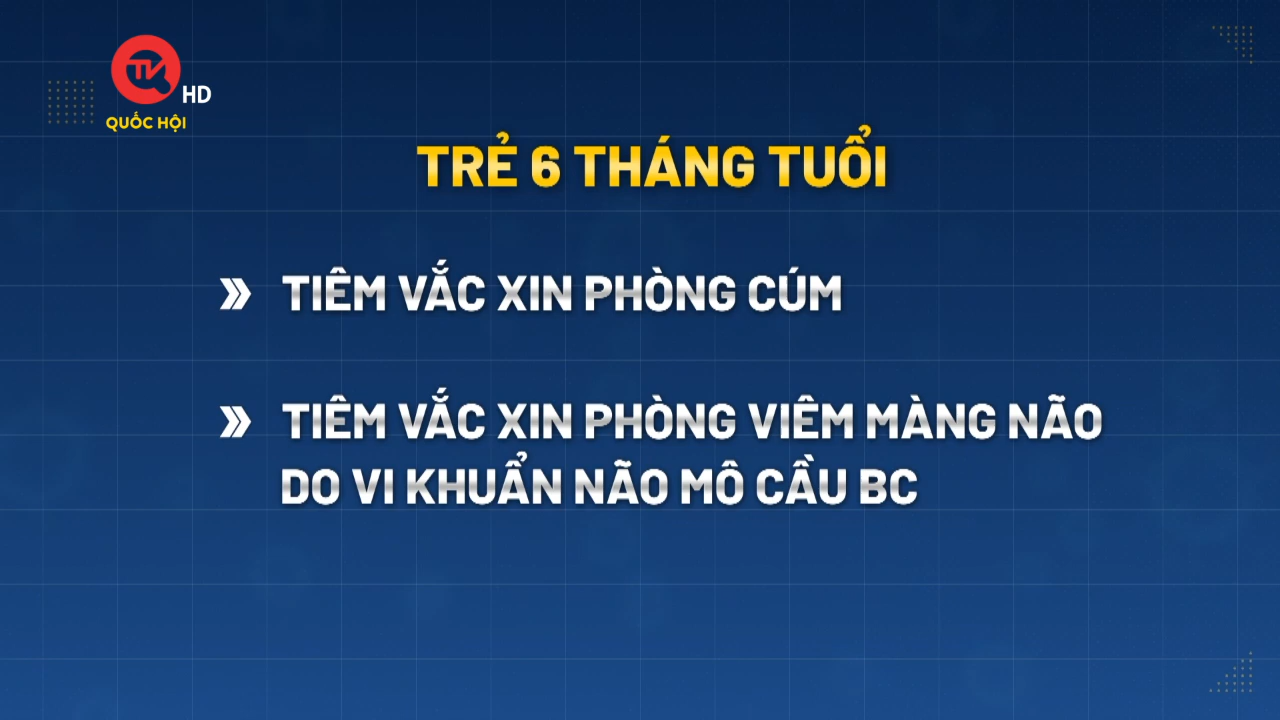 TV
HD
QUỐC HỘI
TRẺ 6 THÁNG TUỔI
TIÊM VẮC XIN PHÒNG CÚM
TIÊM VẮC XIN PHÒNG VIÊM MÀNG NÃO
DO VI KHUẨN NÃO MÔ CẦU BC